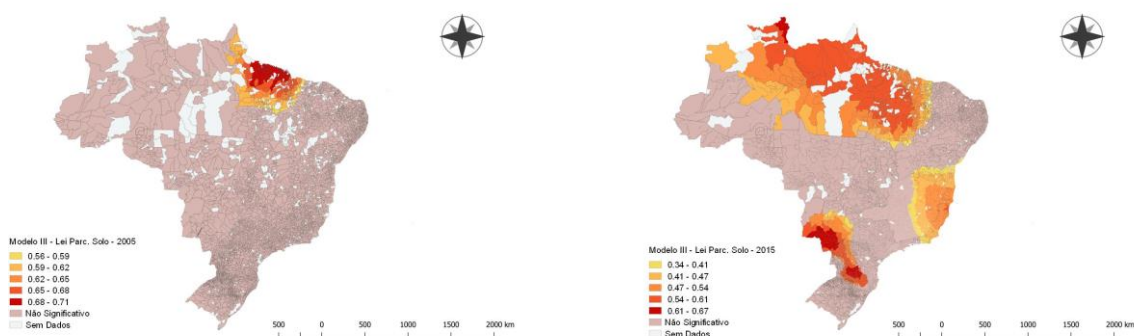 Modelo III - Lei Parc. Solo - 2005
0.56 - 0.59
0.59 - 0.62
0.62 - 0.65
0.65 - 0.68
0.68 - 0.71
Não Significativo
Sem Dados
500 0 500 1000 1500 2000 km
Modelo III - Lei Parc. Solo - 2015
0.34 - 0.41
0.41 - 0.47
0.47 - 0.54
0.54 - 0.61
0.61 - 0.67
Não Significativo
Sem Dados
500 0 500 1000 1500 2000 km